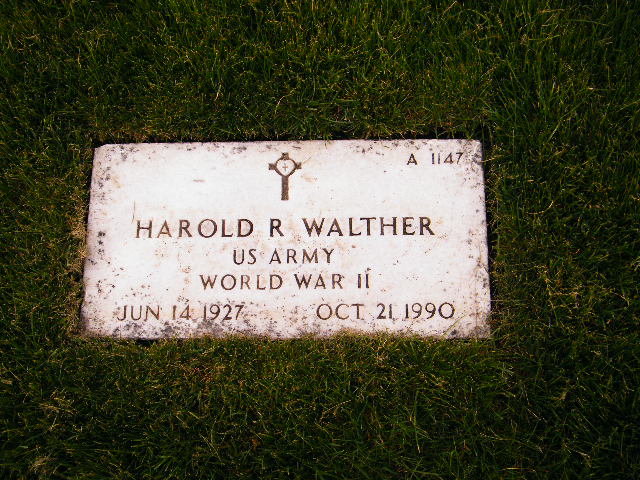 A 1147
HAROLD R WALTHER
US ARMY
WORLD WAR II
JUN 14 1927 OCT 21 1990